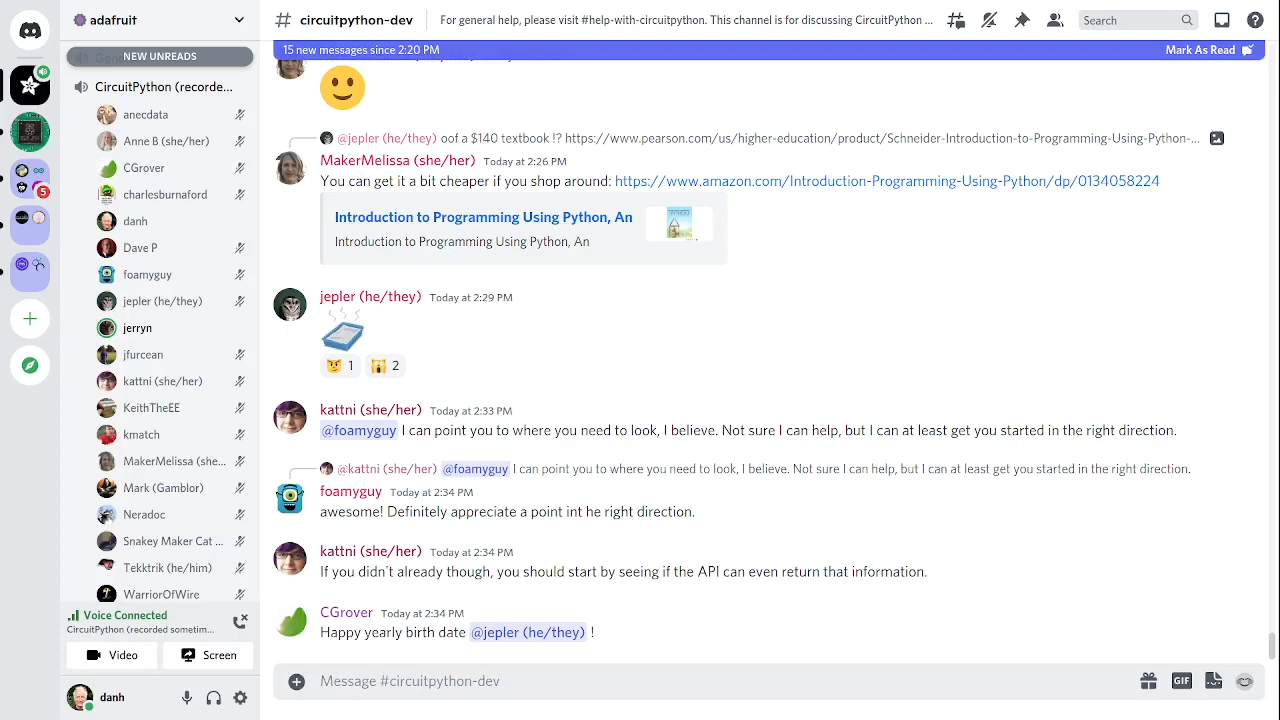 adafruit
circuitpython-dev
For general help, please visit #help-with-circuitpython. This channel is for discussing CircuitPython ...
Search
15 new messages since 2:20 PM
Mark As Read
NEW UNREADS
CircuitPython (recorde...
anecdata
Anne B (she/her)
CGrover
charlesburnaford
danh
Dave P
foamyguy
jepler (he/they)
jerryn
jfurcean
kattni (she/her)
KeithTheEE
kmatch
MakerMelissa (she...
Mark (Gamblor)
Neradoc
Snakey Maker Cat ...
Tekktrik (he/him)
WarriorOfWire
Voice Connected
CircuitPython (recorded sometim...
Video
Screen
danh
5
@jepler (he/they) oof a $140 textbook !? https://www.pearson.com/us/higher-education/product/Schneider-Introduction-to-Programming-Using-Python-...
MakerMelissa (she/her) Today at 2:26 PM
You can get it a bit cheaper if you shop around: https://www.amazon.com/Introduction-Programming-Using-Python/dp/0134058224
Introduction to Programming Using Python, An
Introduction to Programming Using Python, An
jepler (he/they) Today at 2:29 PM
1 2
kattni (she/her) Today at 2:33 PM
@foamyguy I can point you to where you need to look, I believe. Not sure I can help, but I can at least get you started in the right direction.
@kattni (she/her) @foamyguy I can point you to where you need to look, I believe. Not sure I can help, but I can at least get you started in the right direction.
foamyguy Today at 2:34 PM
awesome! Definitely appreciate a point int he right direction.
kattni (she/her) Today at 2:34 PM
If you didn't already though, you should start by seeing if the API can even return that information.
CGrover Today at 2:34 PM
Happy yearly birth date @jepler (he/they) !
Message #circuitpython-dev
GIF